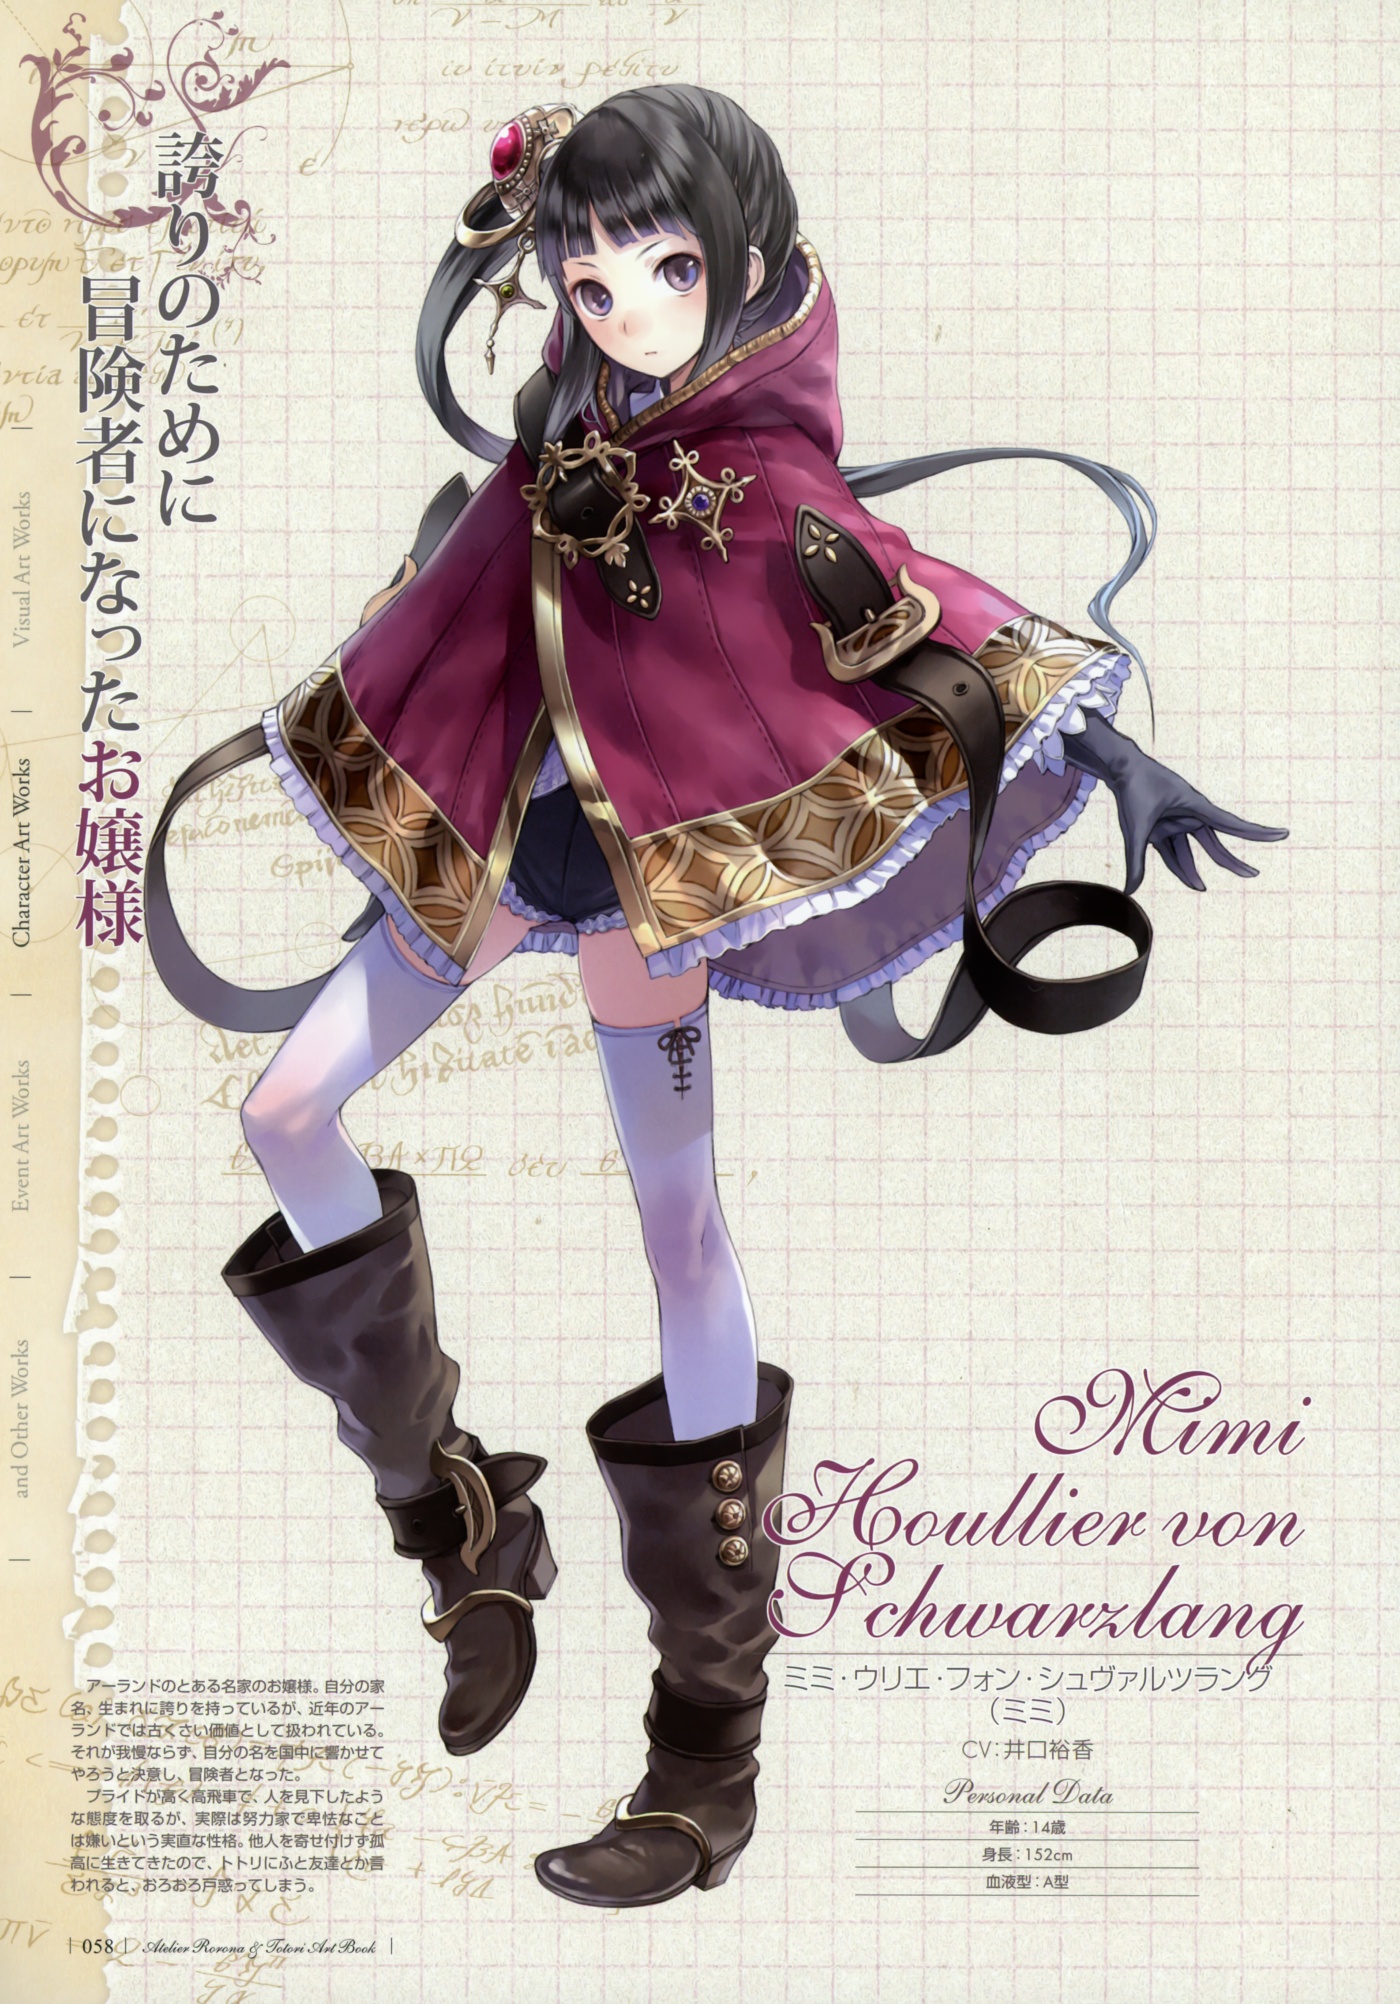 誇りのために
冒険者になったお嬢様
Visual Art Works
Character Art Works
Event Art Works
and Other Works
Mimi
Houllier von
Schwarzlang
ミミ・ウリエ・フォン・シュヴァルツラング
（ミミ）
CV：井口裕香
Personal Data
年齢：14歳
身長：152cm
血液型：A型
アーランドのとある名家のお嬢様。自分の家
名、生まれに誇りを持っているが、近年のアー
ランドでは古くさい価値として扱われている。
それが我慢ならず、自分の名を国中に響かせて
やろうと決意し、冒険者となった。
プライドが高く高飛車で、人を見下したよう
な態度を取るが、実際は努力家で卑怯なこと
は嫌いという実直な性格。他人を寄せ付けず孤
高に生きてきたので、トトリにふと友達とか言
われると、おろおろ戸惑ってしまう。
058
Atelier Rorona & Totori Art Book